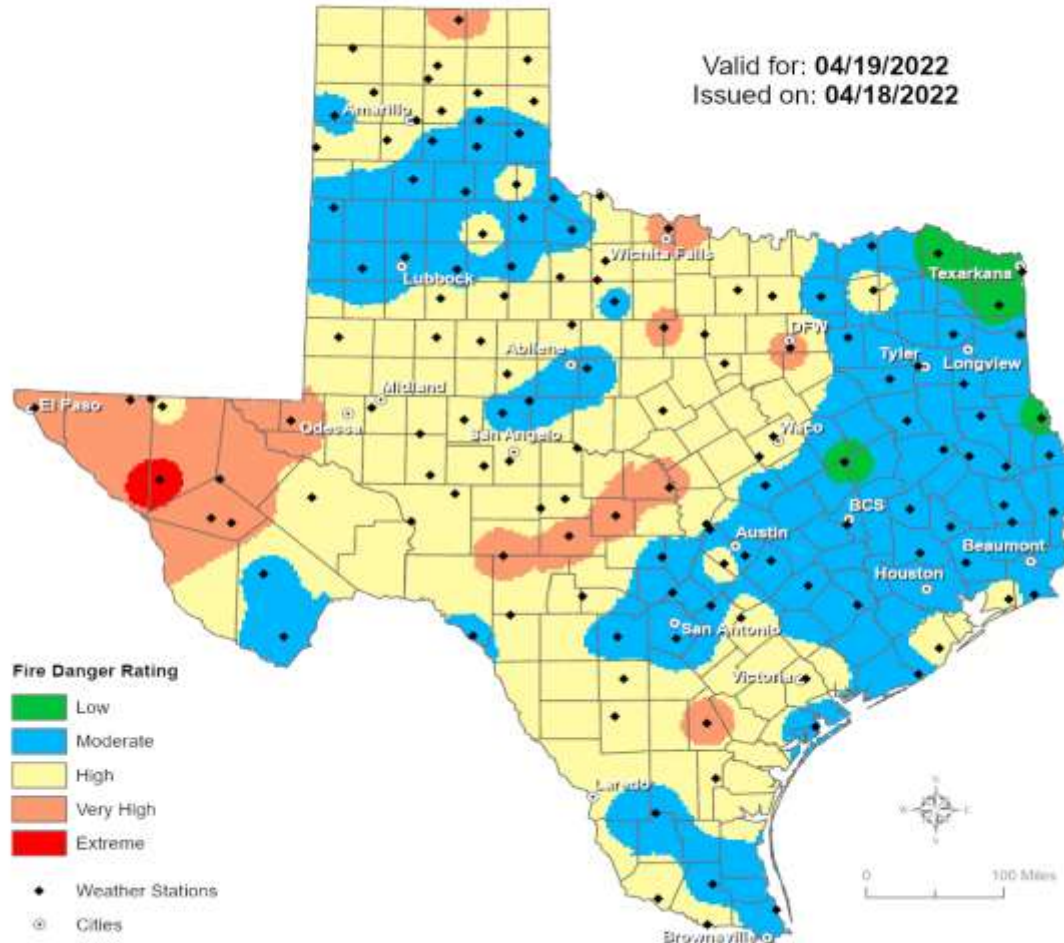 Valid for: 04/19/2022
Issued on: 04/18/2022
Amarillo
Wichita Falls
Texarkana
Lubbock
DFW
Abilene
Tyler
Longview
Midland
El Paso
Odessa
San Angelo
Waco
BCS
Austin
Beaumont
Houston
San Antonio
Victoria
Fire Danger Rating
Low
Moderate
High
Very High
Extreme
Weather Stations
Cities
Laredo
0 100 Miles
Brownsville